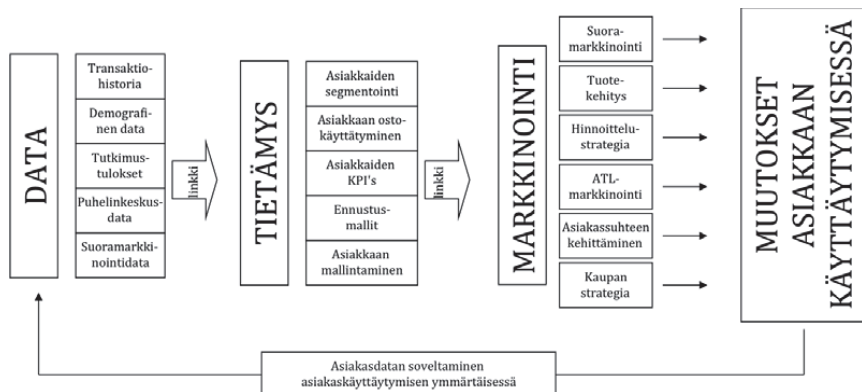 DATA
Transaktio-
historia
Demografi-
nen data
Tutkimus-
tulokset
Puhelinkeskus-
data
Suoramarkki-
nointidata
linkki
TIETÄMYS
Asiakkaiden
segmentointi
Asiakkaan osto-
käyttätyminen
Asiakkaiden
KPI's
Ennustus-
mallit
Asiakkaan
mallintaminen
linkki
MARKKINOINTI
Suora-
markkinointi
Tuote-
kehitys
Hinnoittelu-
strategia
ATL-
markkinointi
Asiakassuhteen
kehittäminen
Kaupan
strategia
MUUTOKSET
ASIAKKAAN
KÄYTTÄYTYMISESSÄ
Asiakasdatan soveltaminen
asiakaskäyttäytymisen ymmärtäisessä